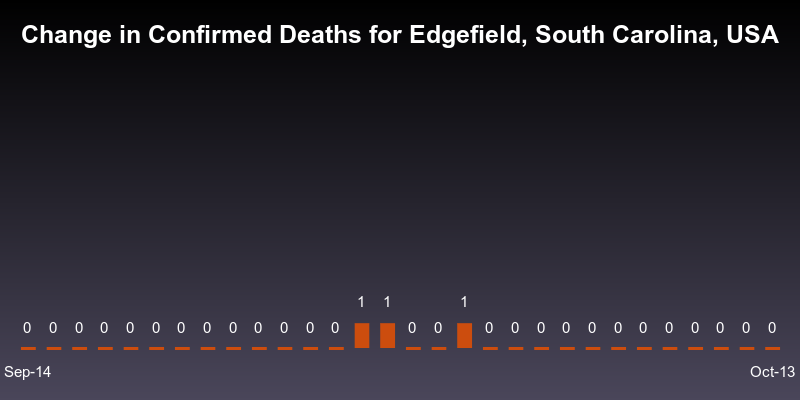 Change in Confirmed Deaths for Edgefield, South Carolina, USA
1 1 1
0 0 0 0 0 0 0 0 0 0 0 0 0 0 0 0 0 0 0 0 0 0 0 0 0 0 0
Sep-14 Oct-13